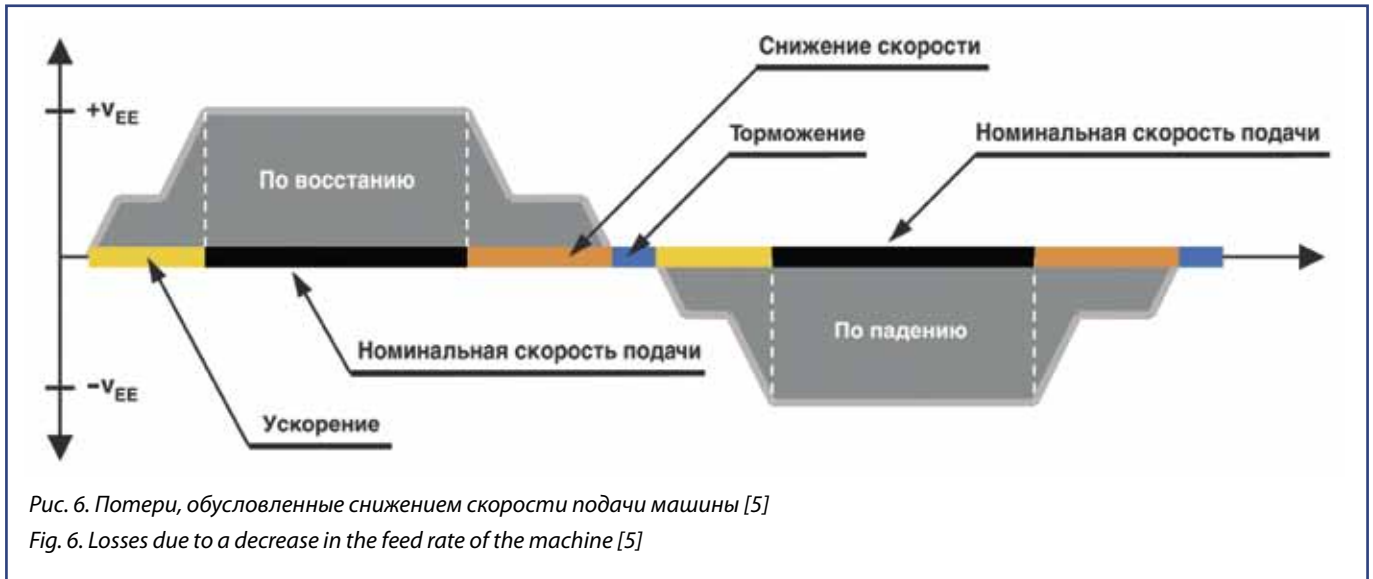 Снижение скорости
+V_EE
Торможение
Номинальная скорость подачи
По восстанию
По падению
Номинальная скорость подачи
–V_EE
Ускорение
Рис. 6. Потери, обусловленные снижением скорости подачи машины [5]
Fig. 6. Losses due to a decrease in the feed rate of the machine [5]